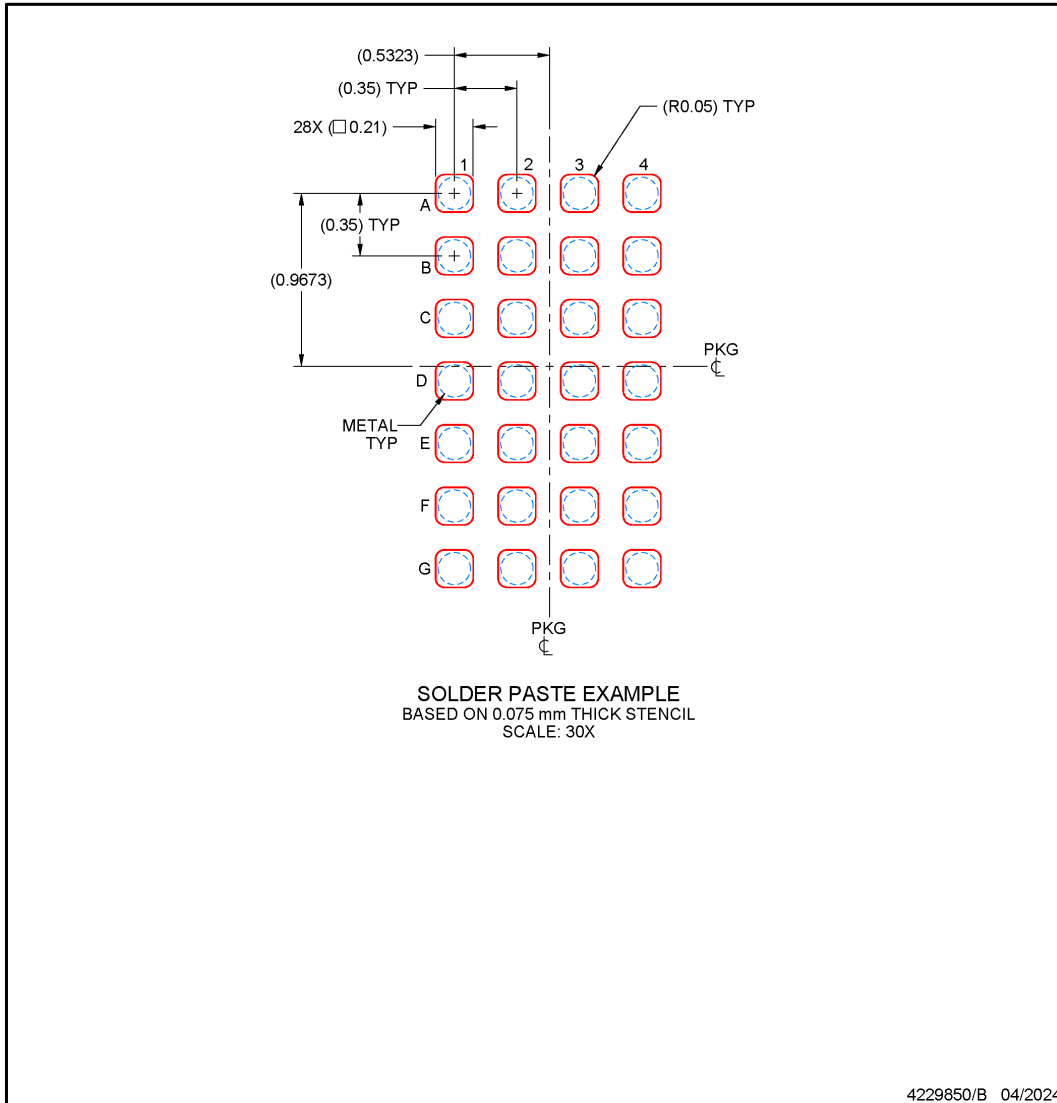 (0.5323)
(0.35) TYP
(R0.05) TYP
28X (□ 0.21)
1 2 3 4
A
(0.35) TYP
B
(0.9673)
C
PKG
℄
D
METAL
TYP
E
F
G
PKG
℄
SOLDER PASTE EXAMPLE
BASED ON 0.075 mm THICK STENCIL
SCALE: 30X
4229850/B 04/2024